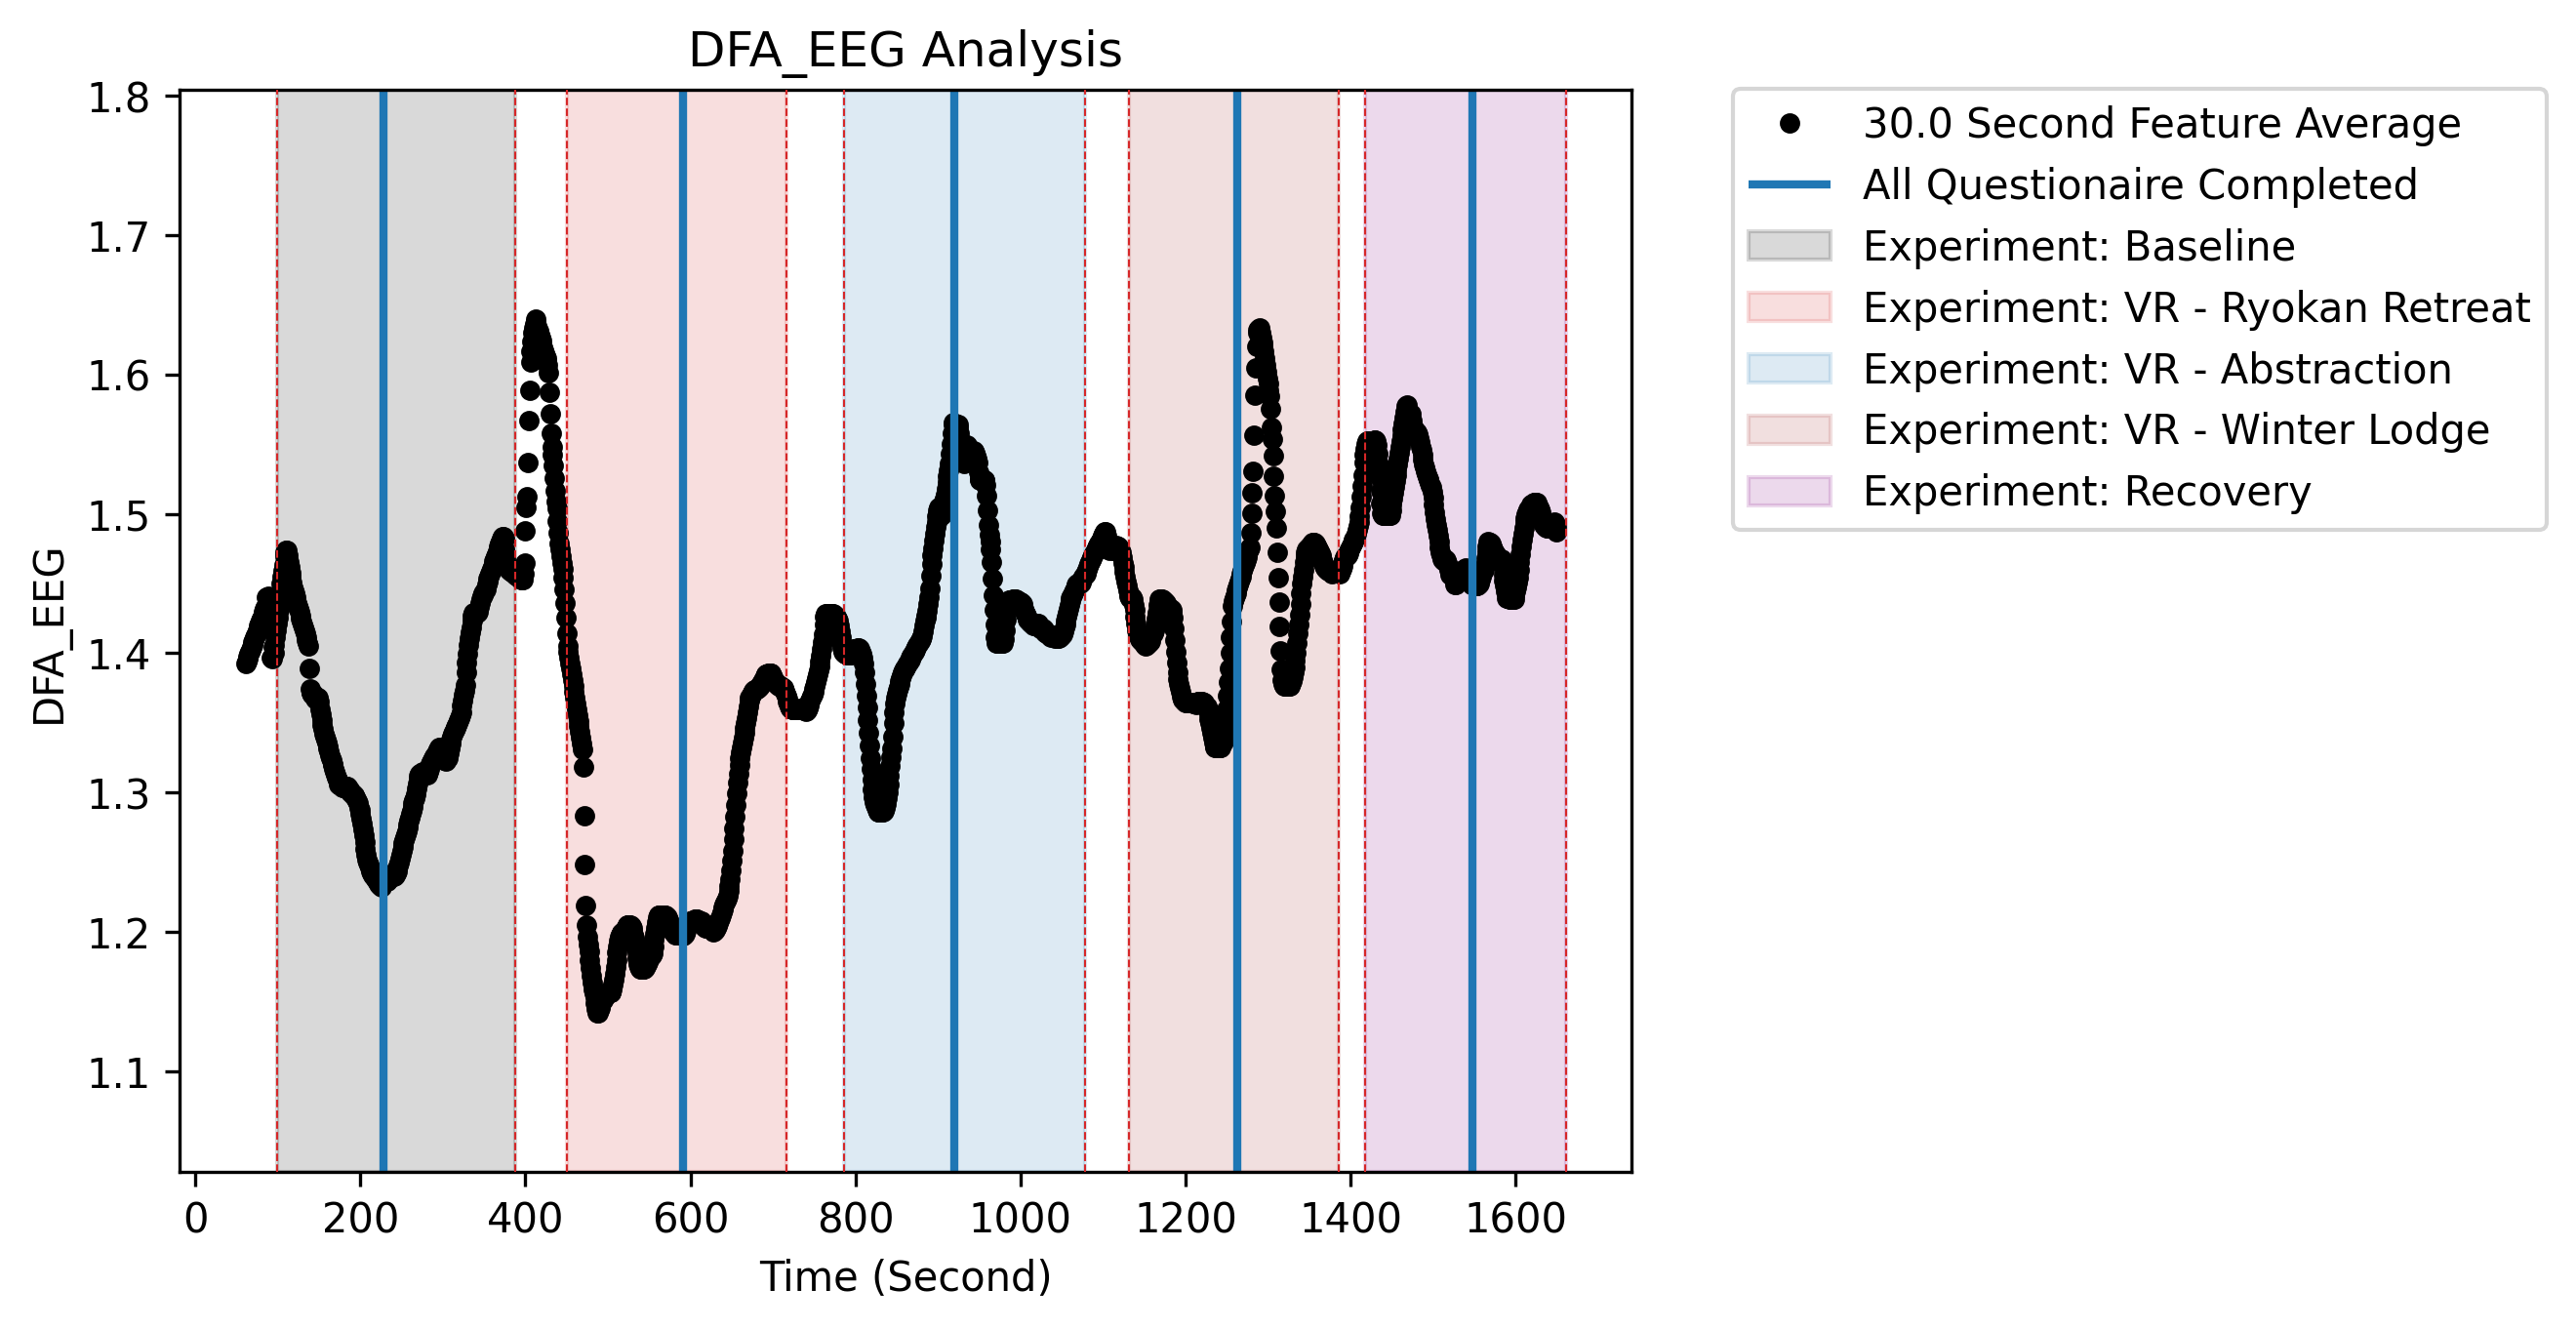 DFA_EEG Analysis
1.8
1.7
1.6
1.5
1.4
1.3
1.2
1.1
DFA_EEG
0 200 400 600 800 1000 1200 1400 1600
Time (Second)
30.0 Second Feature Average
All Questionaire Completed
Experiment: Baseline
Experiment: VR - Ryokan Retreat
Experiment: VR - Abstraction
Experiment: VR - Winter Lodge
Experiment: Recovery